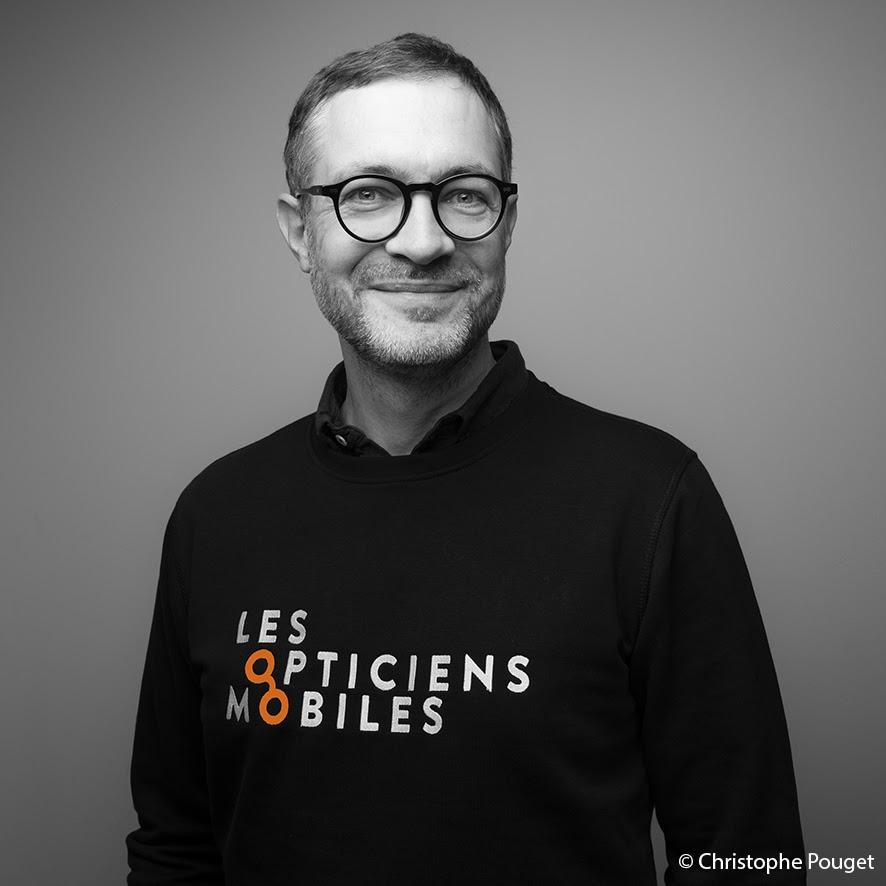 LES
OPTICIENS
MOBILES
© Christophe Pouget